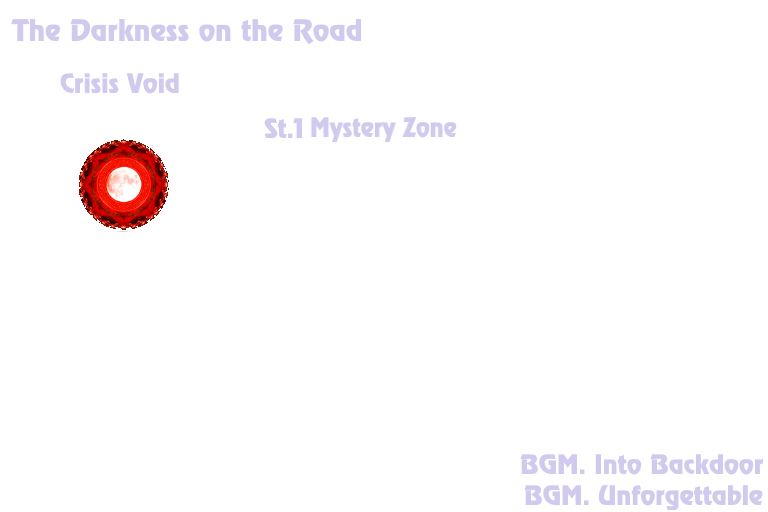 The Darkness on the Road
Crisis Void
St.1 Mystery Zone
BGM. Into Backdoor
BGM. Unforgettable